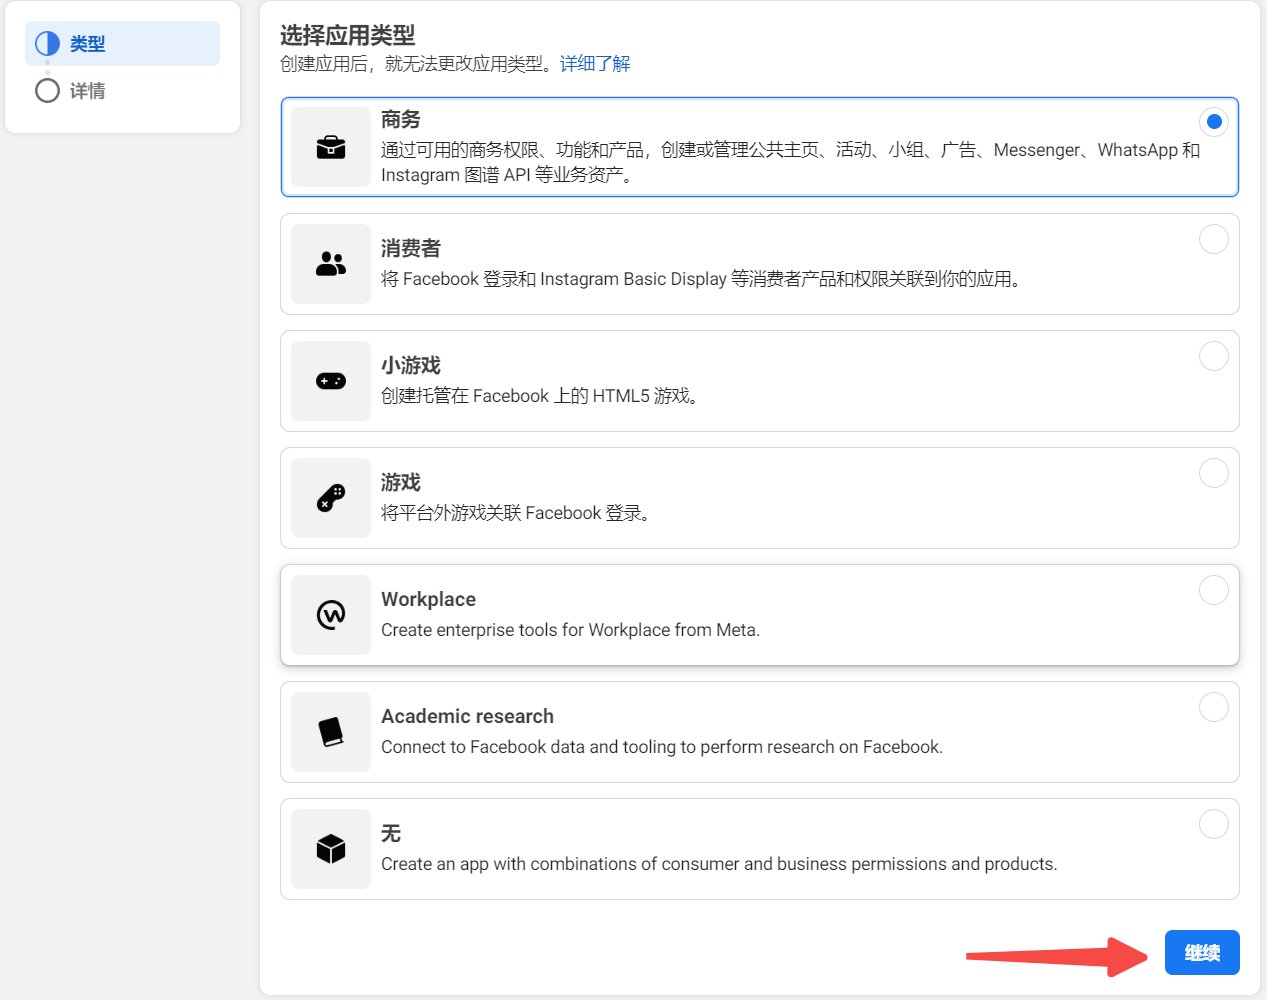 类型
详情
选择应用类型
创建应用后，就无法更改应用类型。详细了解
商务
通过可用的商务权限、功能和产品，创建或管理公共主页、活动、小组、广告、Messenger、WhatsApp 和
Instagram 图谱 API 等业务资产。
消费者
将 Facebook 登录和 Instagram Basic Display 等消费者产品和权限关联到你的应用。
小游戏
创建托管在 Facebook 上的 HTML5 游戏。
游戏
将平台外游戏关联 Facebook 登录。
Workplace
Create enterprise tools for Workplace from Meta.
Academic research
Connect to Facebook data and tooling to perform research on Facebook.
无
Create an app with combinations of consumer and business permissions and products.
继续